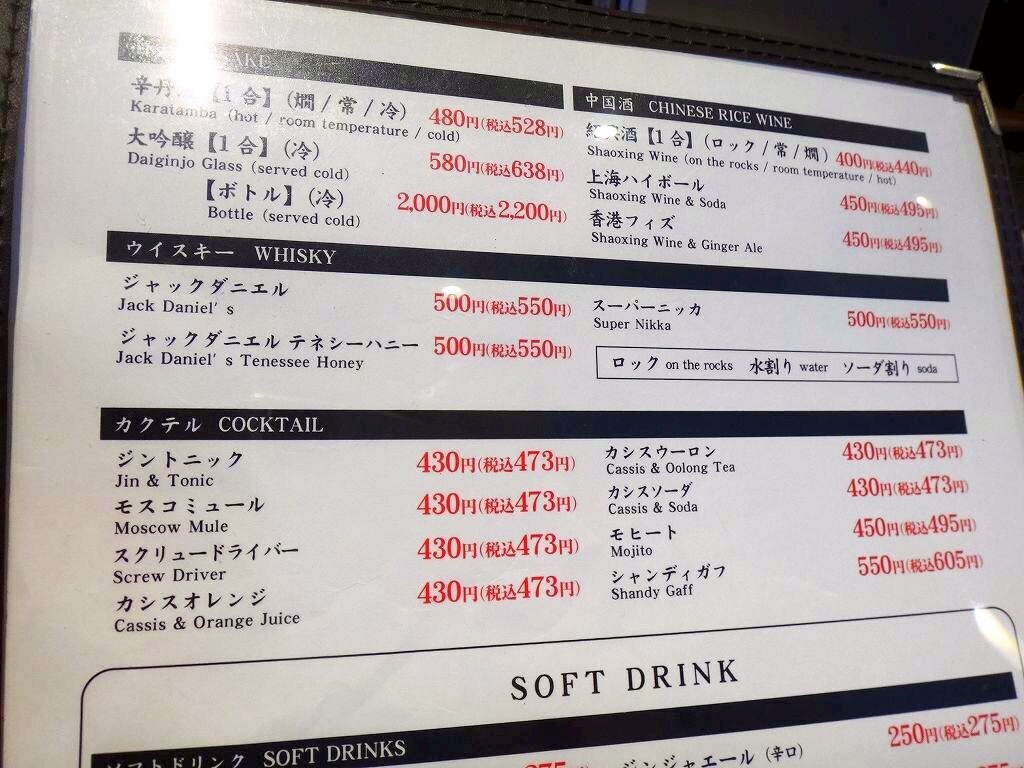 SAKE
辛丹【1合】(燗/常/冷) 480円(税込528円)
Karatamba (hot / room temperature / cold)
大吟醸【1合】(冷) 580円(税込638円)
Daiginjo Glass (served cold)
【ボトル】(冷) 2,000円(税込2,200円)
Bottle (served cold)
中国酒 CHINESE RICE WINE
酒【1合】(ロック/常/燗) 400円(税込440円)
Shaoxing Wine (on the rocks / room temperature / hot)
上海ハイボール 450円(税込495円)
Shaoxing Wine & Soda
香港フィズ 450円(税込495円)
Shaoxing Wine & Ginger Ale
ウイスキー WHISKY
ジャックダニエル 500円(税込550円)
Jack Daniel's
ジャックダニエル テネシーハニー 500円(税込550円)
Jack Daniel's Tenessee Honey
スーパーニッカ 500円(税込550円)
Super Nikka
ロック on the rocks 水割り water ソーダ割り soda
カクテル COCKTAIL
ジントニック 430円(税込473円)
Jin & Tonic
モスコミュール 430円(税込473円)
Moscow Mule
スクリュードライバー 430円(税込473円)
Screw Driver
カシスオレンジ 430円(税込473円)
Cassis & Orange Juice
カシスウーロン 430円(税込473円)
Cassis & Oolong Tea
カシスソーダ 430円(税込473円)
Cassis & Soda
モヒート 450円(税込495円)
Mojito
シャンディガフ 550円(税込605円)
Shandy Gaff
SOFT DRINK
ソフトドリンク SOFT DRINKS
250円(税込275円)
ジンジャエール (辛口)